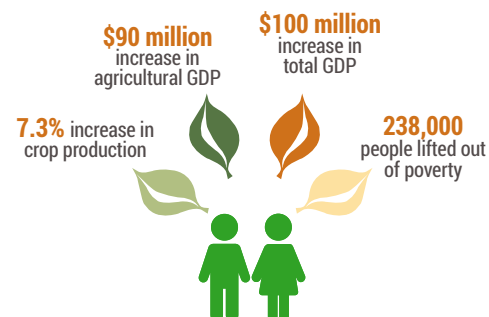 $90 million
increase in
agricultural GDP
$100 million
increase in
total GDP
7.3% increase in
crop production
238,000
people lifted out
of poverty